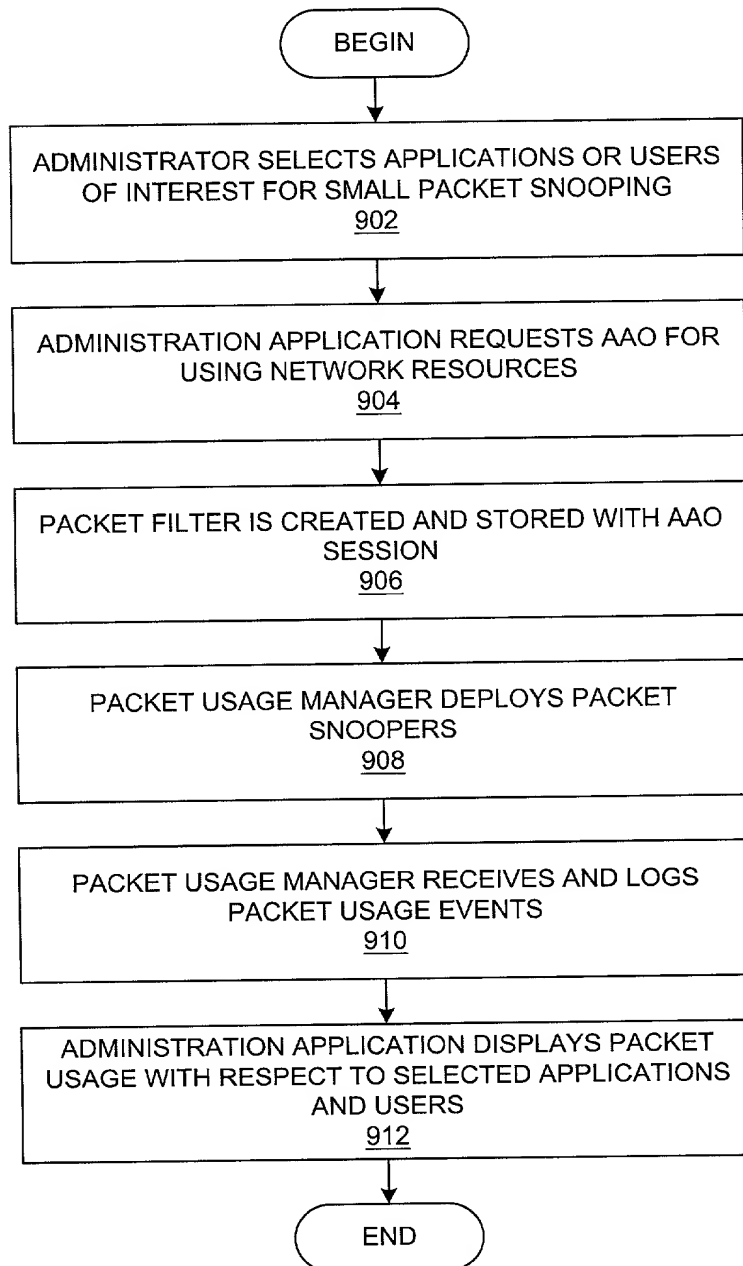 BEGIN
ADMINISTRATOR SELECTS APPLICATIONS OR USERS
OF INTEREST FOR SMALL PACKET SNOOPING
902
ADMINISTRATION APPLICATION REQUESTS AAO FOR
USING NETWORK RESOURCES
904
PACKET FILTER IS CREATED AND STORED WITH AAO
SESSION
906
PACKET USAGE MANAGER DEPLOYS PACKET
SNOOPERS
908
PACKET USAGE MANAGER RECEIVES AND LOGS
PACKET USAGE EVENTS
910
ADMINISTRATION APPLICATION DISPLAYS PACKET
USAGE WITH RESPECT TO SELECTED APPLICATIONS
AND USERS
912
END